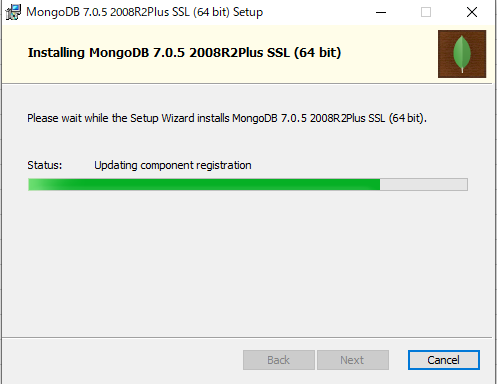 MongoDB 7.0.5 2008R2Plus SSL (64 bit) Setup
Installing MongoDB 7.0.5 2008R2Plus SSL (64 bit)
Please wait while the Setup Wizard installs MongoDB 7.0.5 2008R2Plus SSL (64 bit).
Status: Updating component registration
Back Next Cancel